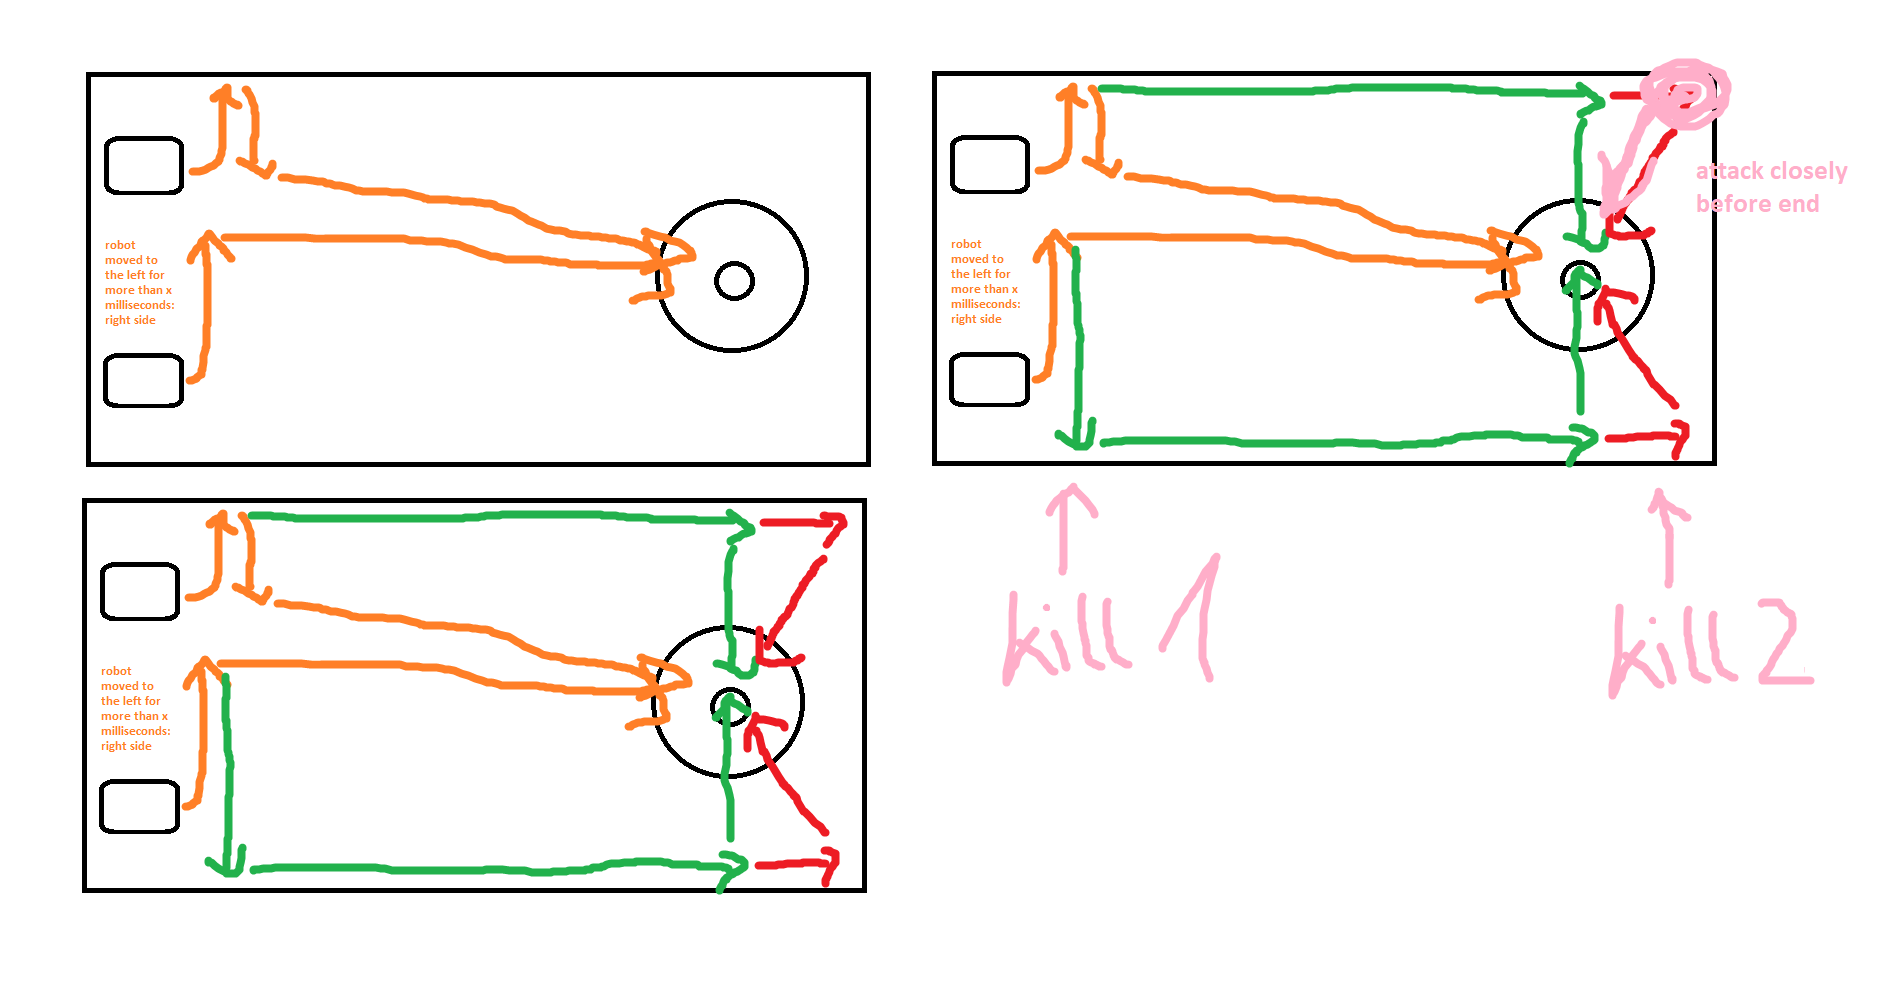 robot
moved to
the left for
more than x
milliseconds:
right side
robot
moved to
the left for
more than x
milliseconds:
right side
attack closely
before end
robot
moved to
the left for
more than x
milliseconds:
right side
kill 1
kill 2